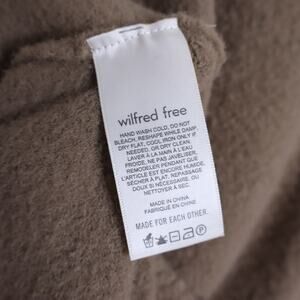 wilfred free
HAND WASH COLD, DO NOT
BLEACH, RESHAPE WHILE DAMP,
DRY FLAT, COOL IRON ONLY IF
NEEDED, OR DRY CLEAN.
LAVER À LA MAIN À L'EAU
FROIDE, NE PAS JAVELISER,
REMODELER PENDANT QUE
L'ARTICLE EST ENCORE HUMIDE,
SÉCHER À PLAT, REPASSAGE
DOUX SI NÉCESSAIRE, OU
NETTOYER À SEC.
MADE IN CHINA
FABRIQUÉ EN CHINE
MADE FOR EACH OTHER.